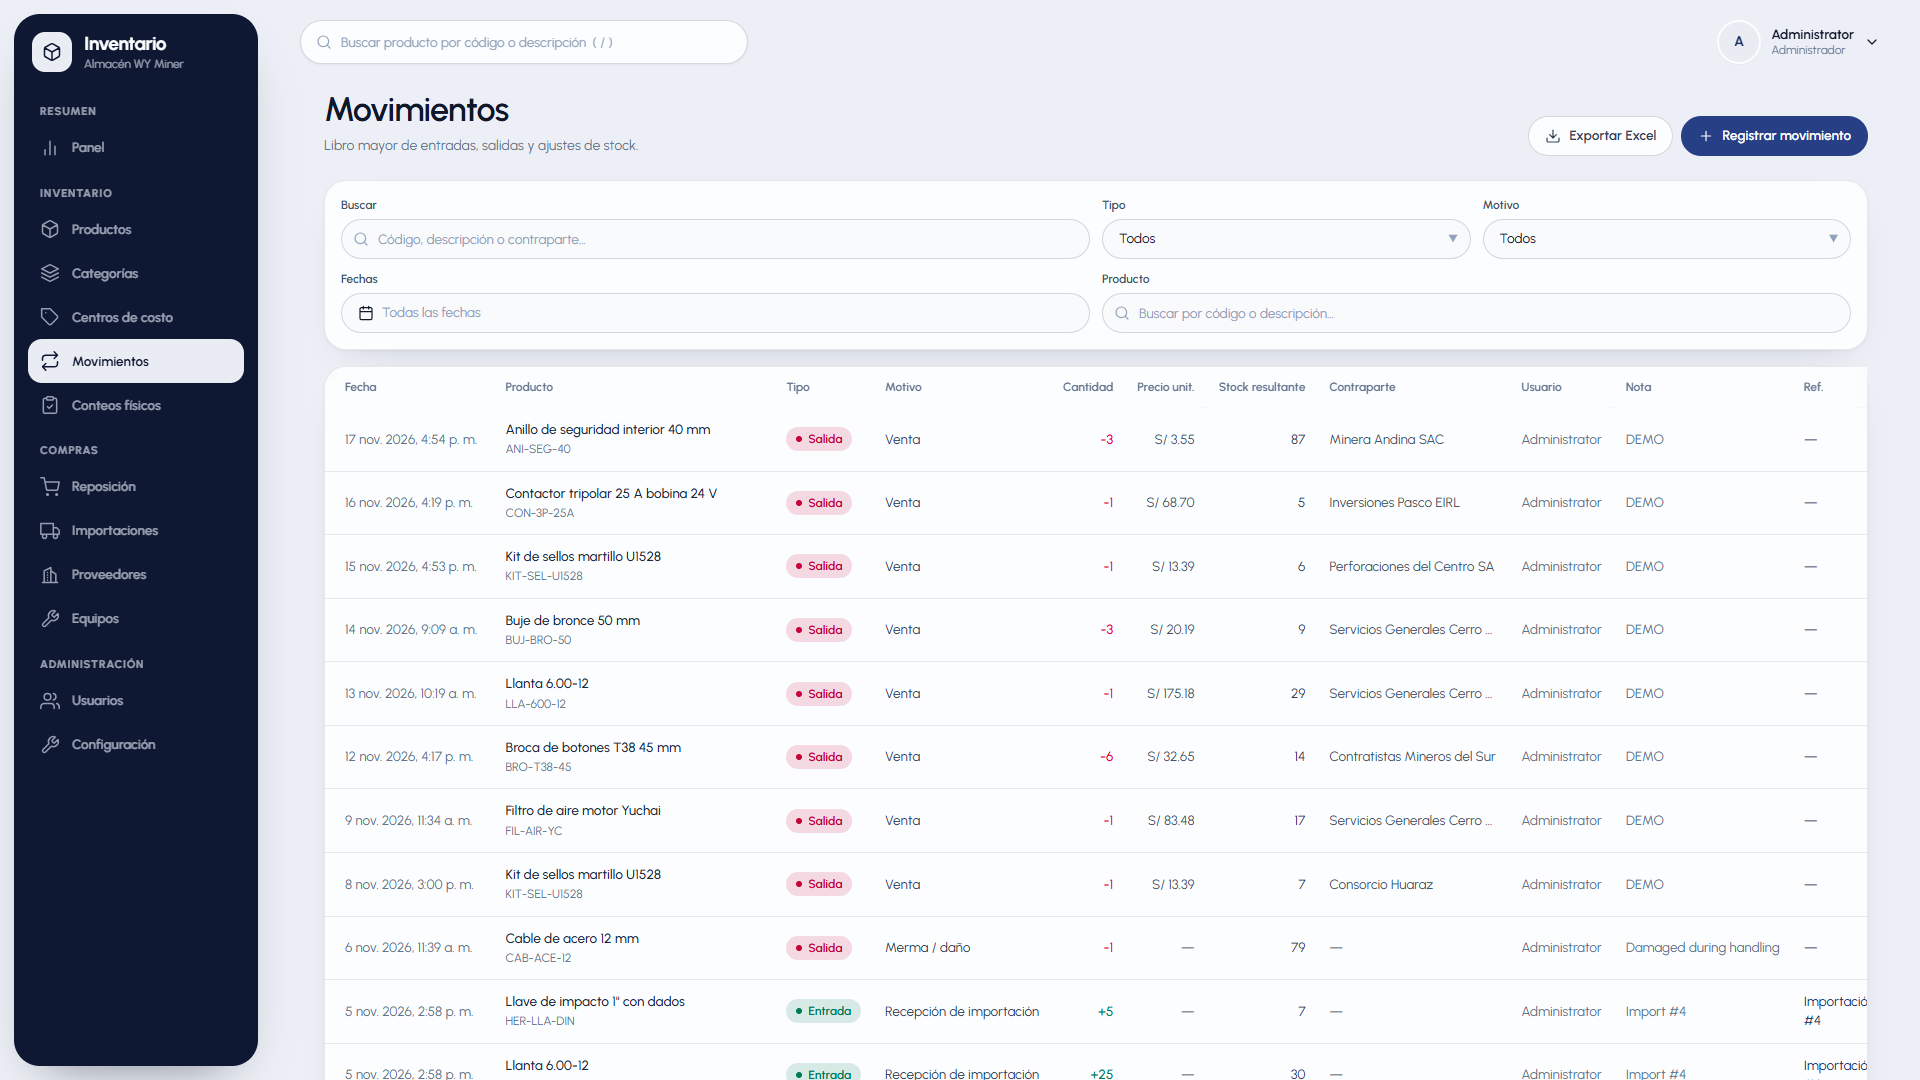 Inventario
Almacén WY Miner
RESUMEN
Panel
INVENTARIO
Productos
Categorías
Centros de costo
Movimientos
Conteos físicos
COMPRAS
Reposición
Importaciones
Proveedores
Equipos
ADMINISTRACIÓN
Usuarios
Configuración
Buscar producto por código o descripción ( / )
A
Administrator
Administrador
Movimientos
Libro mayor de entradas, salidas y ajustes de stock.
Exportar Excel
+ Registrar movimiento
Buscar
Código, descripción o contraparte…
Tipo
Todos
Motivo
Todos
Fechas
Todas las fechas
Producto
Buscar por código o descripción…
Fecha Producto Tipo Motivo Cantidad Precio unit. Stock resultante Contraparte Usuario Nota Ref.
17 nov. 2026, 4:54 p. m. Anillo de seguridad interior 40 mm Salida Venta -3 S/ 3.55 87 Minera Andina SAC Administrator DEMO —
ANI-SEG-40
16 nov. 2026, 4:19 p. m. Contactor tripolar 25 A bobina 24 V Salida Venta -1 S/ 68.70 5 Inversiones Pasco EIRL Administrator DEMO —
CON-3P-25A
15 nov. 2026, 4:53 p. m. Kit de sellos martillo U1528 Salida Venta -1 S/ 13.39 6 Perforaciones del Centro SA Administrator DEMO —
KIT-SEL-U1528
14 nov. 2026, 9:09 a. m. Buje de bronce 50 mm Salida Venta -3 S/ 20.19 9 Servicios Generales Cerro … Administrator DEMO —
BUJ-BRO-50
13 nov. 2026, 10:19 a. m. Llanta 6.00-12 Salida Venta -1 S/ 175.18 29 Servicios Generales Cerro … Administrator DEMO —
LLA-600-12
12 nov. 2026, 4:17 p. m. Broca de botones T38 45 mm Salida Venta -6 S/ 32.65 14 Contratistas Mineros del Sur Administrator DEMO —
BRO-T38-45
9 nov. 2026, 11:34 a. m. Filtro de aire motor Yuchai Salida Venta -1 S/ 83.48 17 Servicios Generales Cerro … Administrator DEMO —
FIL-AIR-YC
8 nov. 2026, 3:00 p. m. Kit de sellos martillo U1528 Salida Venta -1 S/ 13.39 7 Consorcio Huaraz Administrator DEMO —
KIT-SEL-U1528
6 nov. 2026, 11:39 a. m. Cable de acero 12 mm Salida Merma / daño -1 — 79 — Administrator Damaged during handling —
CAB-ACE-12
5 nov. 2026, 2:58 p. m. Llave de impacto 1" con dados Entrada Recepción de importación +5 — 7 — Administrator Import #4 Importació
HER-LLA-DIN #4
5 nov. 2026, 2:58 p. m. Llanta 6.00-12 Entrada Recepción de importación +25 — 30 — Administrator Import #4 Importació